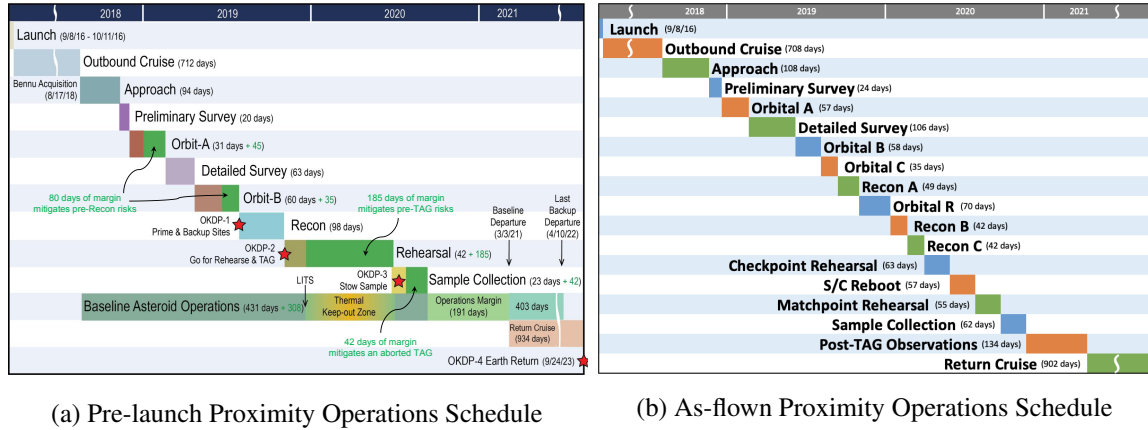 2018 2019 2020 2021
Launch (9/8/16 - 10/11/16)
Outbound Cruise (712 days)
Bennu Acquisition
(8/17/18)
Approach (94 days)
Preliminary Survey (20 days)
Orbit-A (31 days + 45)
Detailed Survey (63 days)
80 days of margin
mitigates pre-Recon risks
Orbit-B (60 days + 35)
185 days of margin
mitigates pre-TAG risks
Baseline
Departure
(3/3/21)
Last
Backup
Departure
(4/10/22)
OKDP-1
Prime & Backup Sites
Recon (98 days)
OKDP-2
Go for Rehearse & TAG
Rehearsal (42 + 185)
LITS
OKDP-3
Stow Sample
Sample Collection (23 days + 42)
Baseline Asteroid Operations (431 days + 308)
Thermal
Keep-out Zone
Operations Margin
(191 days)
403 days
42 days of margin
mitigates an aborted TAG
Return Cruise
(934 days)
OKDP-4 Earth Return (9/24/23)
(a) Pre-launch Proximity Operations Schedule
2018 2019 2020 2021
Launch (9/8/16)
Outbound Cruise (708 days)
Approach (108 days)
Preliminary Survey (24 days)
Orbital A (57 days)
Detailed Survey (106 days)
Orbital B (58 days)
Orbital C (35 days)
Recon A (49 days)
Orbital R (70 days)
Recon B (42 days)
Recon C (42 days)
Checkpoint Rehearsal (63 days)
S/C Reboot (57 days)
Matchpoint Rehearsal (55 days)
Sample Collection (62 days)
Post-TAG Observations (134 days)
Return Cruise (902 days)
(b) As-flown Proximity Operations Schedule